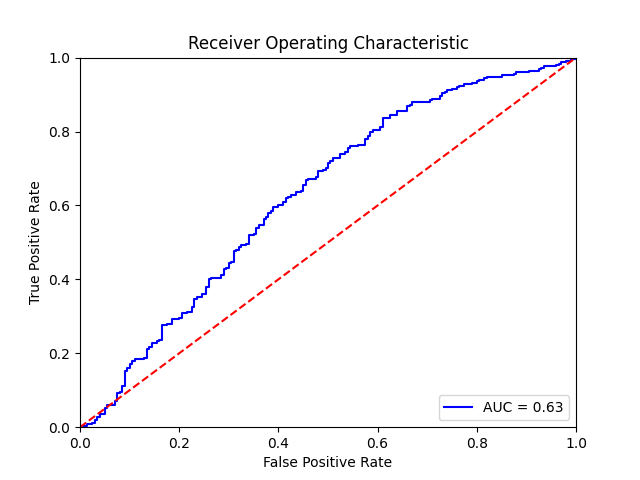 Receiver Operating Characteristic
1.0
0.8
0.6
0.4
0.2
0.0
True Positive Rate
AUC = 0.63
0.0 0.2 0.4 0.6 0.8 1.0
False Positive Rate